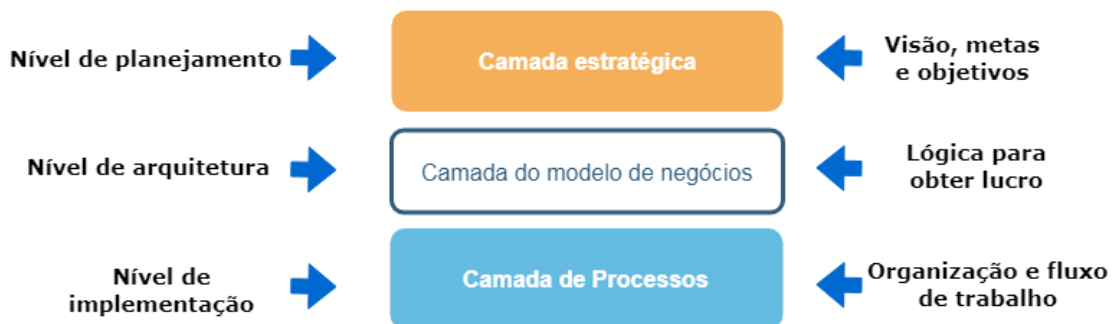 Nível de planejamento
Camada estratégica
Visão, metas
e objetivos
Nível de arquitetura
Camada do modelo de negócios
Lógica para
obter lucro
Nível de
implementação
Camada de Processos
Organização e fluxo
de trabalho